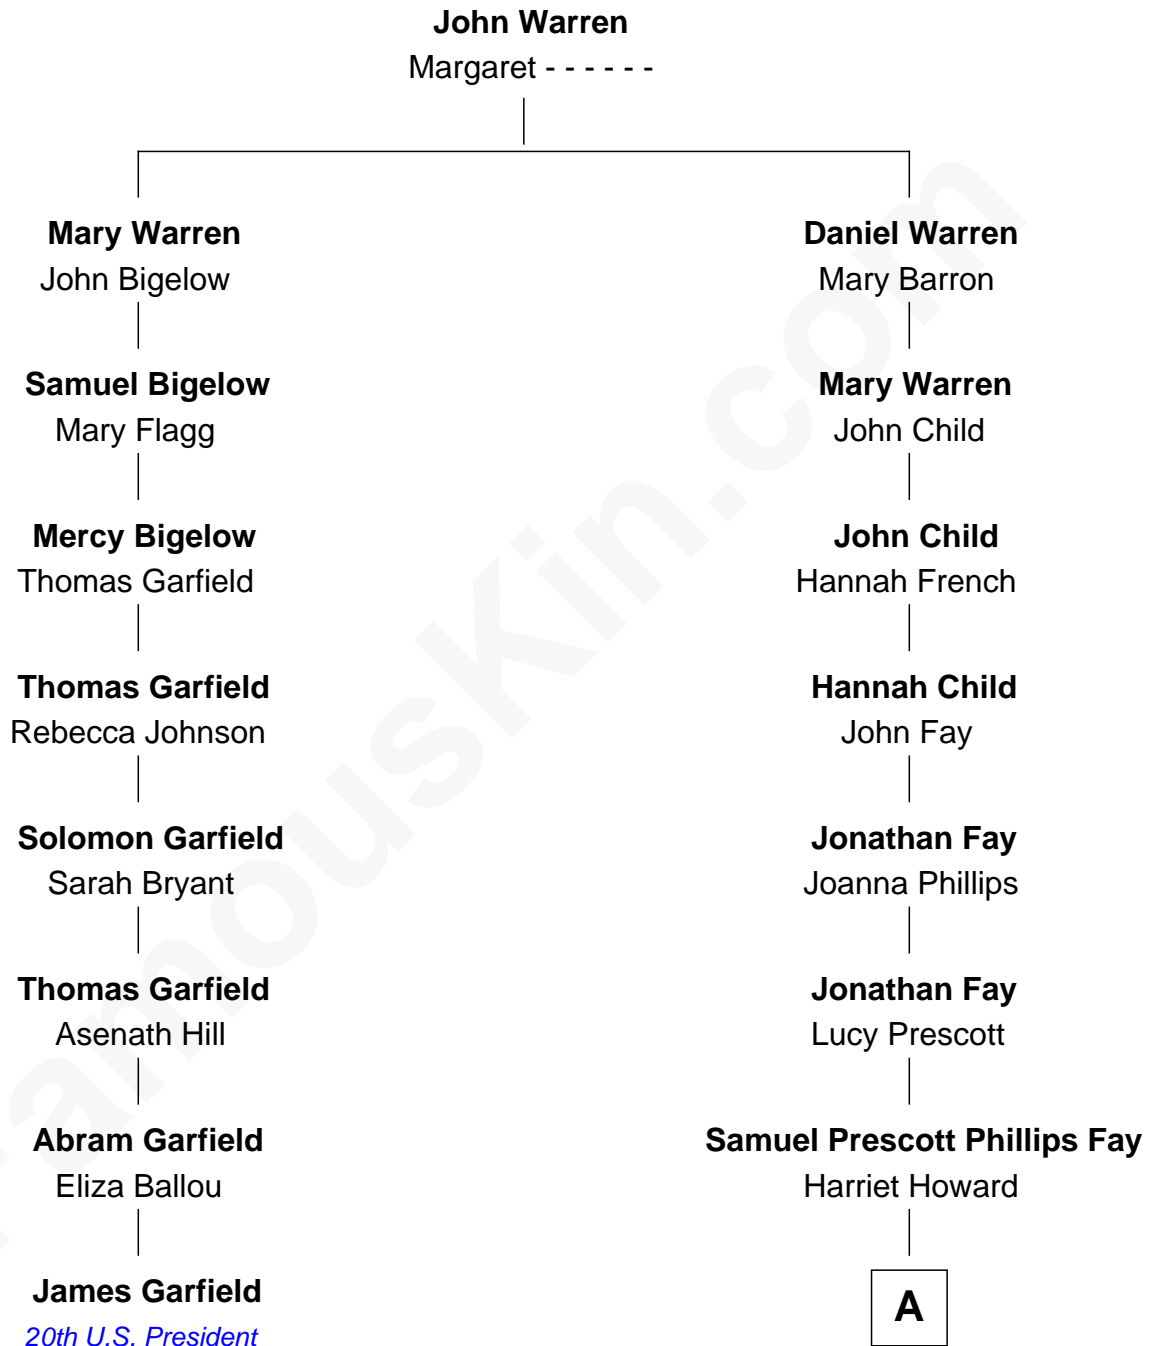 John Warren
Margaret - - - - - -
Mary Warren
John Bigelow
Daniel Warren
Mary Barron
Samuel Bigelow
Mary Flagg
Mary Warren
John Child
Mercy Bigelow
Thomas Garfield
John Child
Hannah French
Thomas Garfield
Rebecca Johnson
Hannah Child
John Fay
Solomon Garfield
Sarah Bryant
Jonathan Fay
Joanna Phillips
Thomas Garfield
Asenath Hill
Jonathan Fay
Lucy Prescott
Abram Garfield
Eliza Ballou
Samuel Prescott Phillips Fay
Harriet Howard
James Garfield
20th U.S. President
A
FamousKin.com